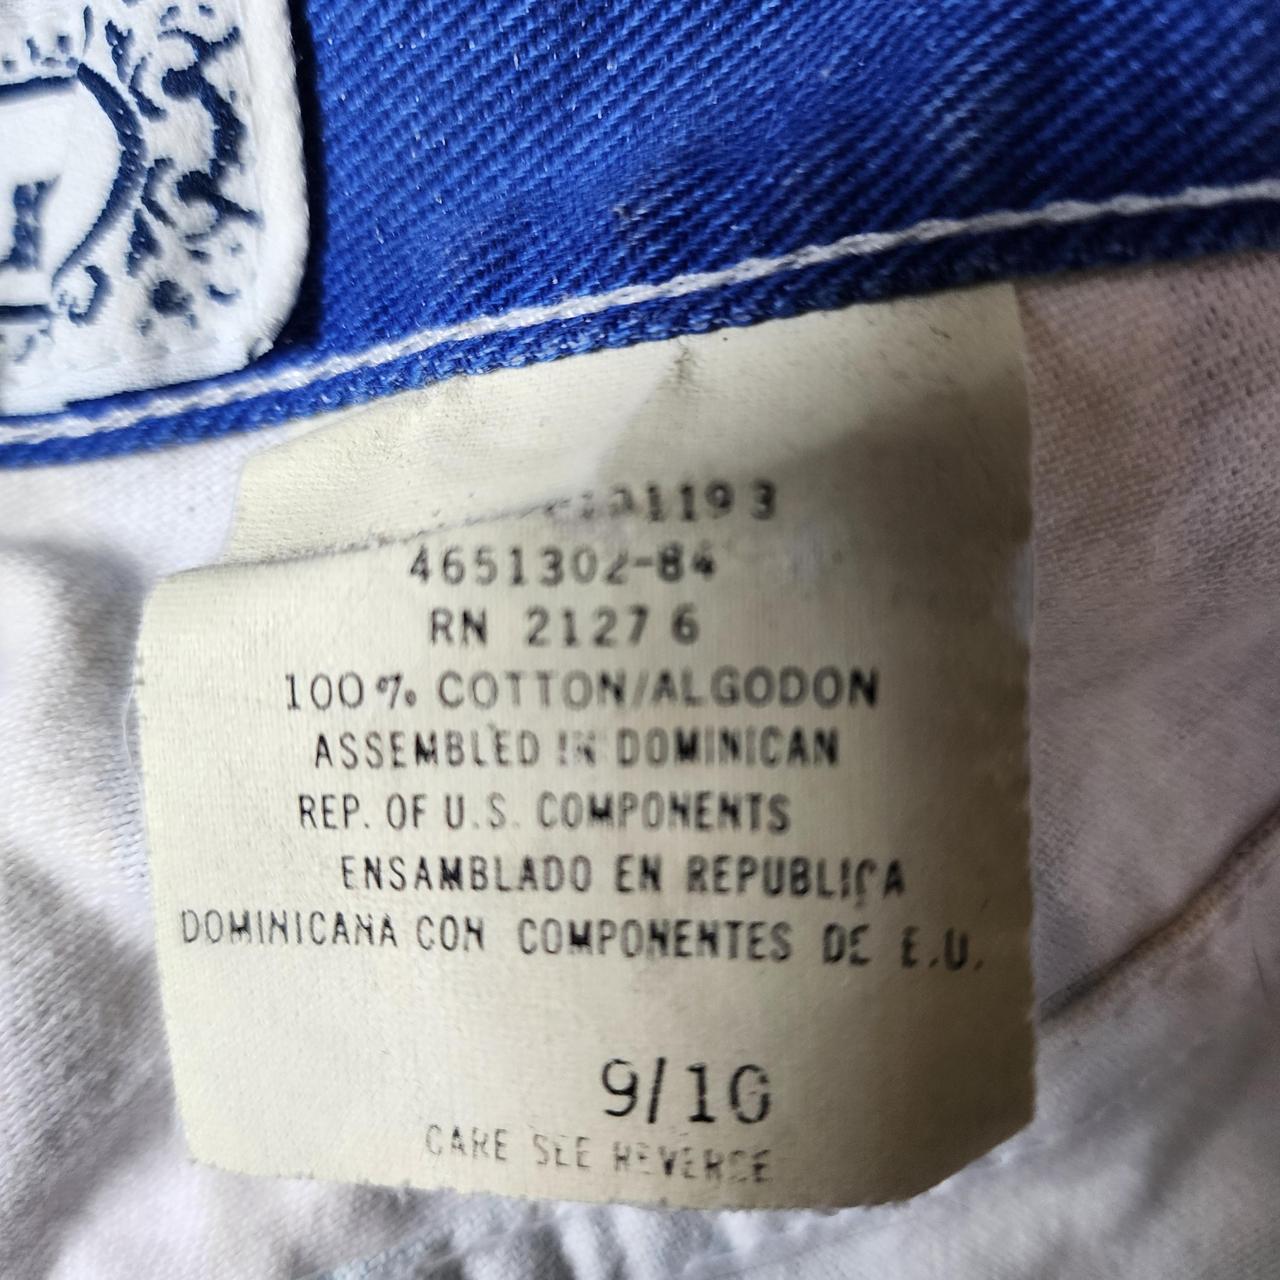 4651302-84
RN 21276
100% COTTON/ALGODON
ASSEMBLED IN DOMINICAN
REP. OF U.S. COMPONENTS
ENSAMBLADO EN REPUBLICA
DOMINICANA CON COMPONENTES DE E.U.
9/10
CARE SEE REVERSE